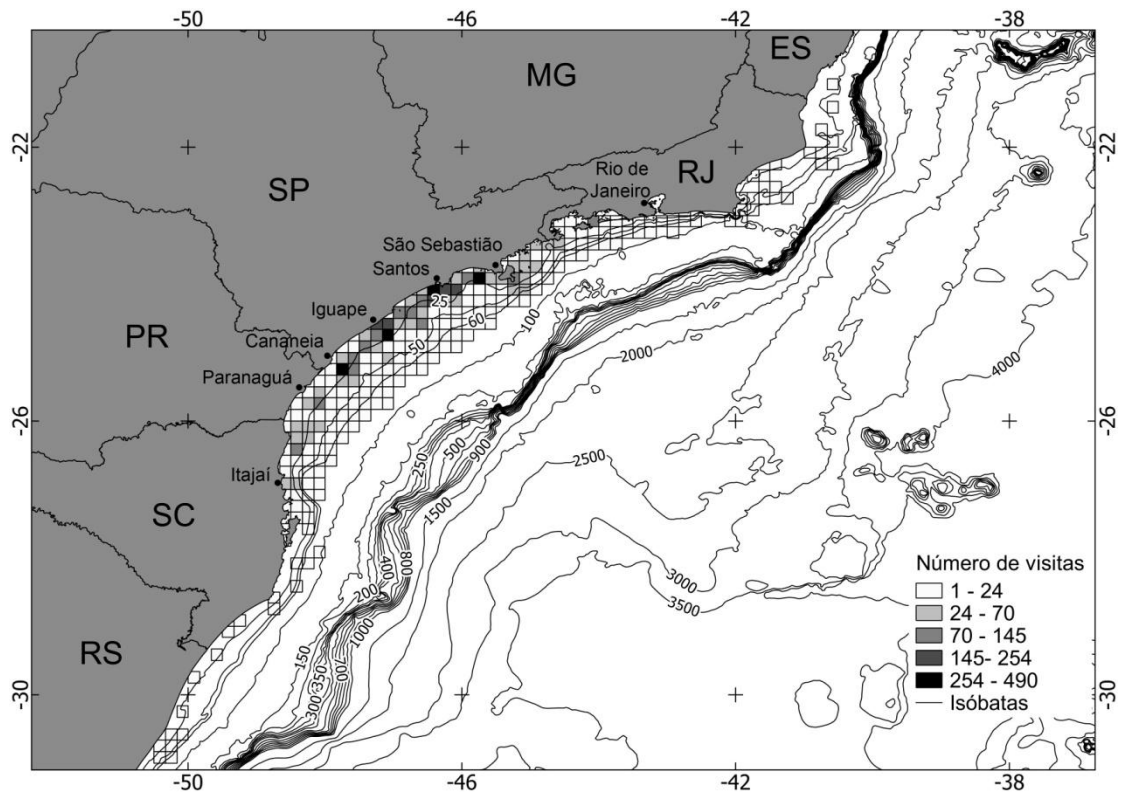 -50 -46 -42 -38
ES
MG
-22 -22
Rio de
Janeiro
RJ
SP
São Sebastião
Santos
25
Iguape
60
100
Cananeia
50
PR
2000
4000
Paranaguá
-26 -26
250
500
900
2500
Itajaí
1500
SC
400
800
3000
200
3500
1000
150
RS
350
700
300
-30 -30
Número de visitas
1 - 24
24 - 70
70 - 145
145- 254
254 - 490
Isóbatas
-50 -46 -42 -38